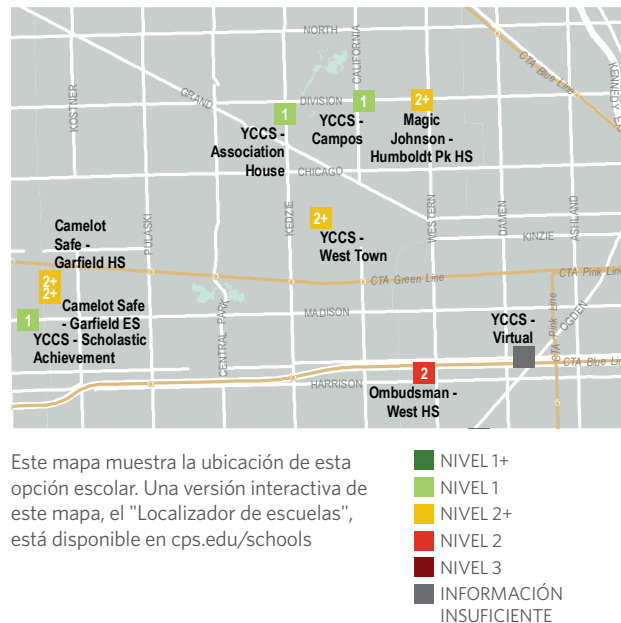 NORTH
CALIFORNIA
CTA Blue Line
KENNEDY
KOSTNER
GRAND
DIVISION
1
1
2+
YCCS -
Association
House
YCCS -
Campos
Magic
Johnson -
Humboldt Pk HS
CHICAGO
PULASKI
KEDZIE
WESTERN
DAMEN
ASHLAND
2+
YCCS -
West Town
KINZIE
Camelot
Safe -
Garfield HS
2+
2+
CTA Green Line
CTA Pink Line
Camelot Safe
- Garfield ES
1
YCCS - Scholastic
Achievement
CENTRAL PARK
MADISON
YCCS -
Virtual
CTA Pink Line
OGDEN
HARRISON
2
CTA Blue Line
Ombudsman -
West HS
Este mapa muestra la ubicación de esta
opción escolar. Una versión interactiva de
este mapa, el "Localizador de escuelas",
está disponible en cps.edu/schools
NIVEL 1+
NIVEL 1
NIVEL 2+
NIVEL 2
NIVEL 3
INFORMACIÓN
INSUFICIENTE